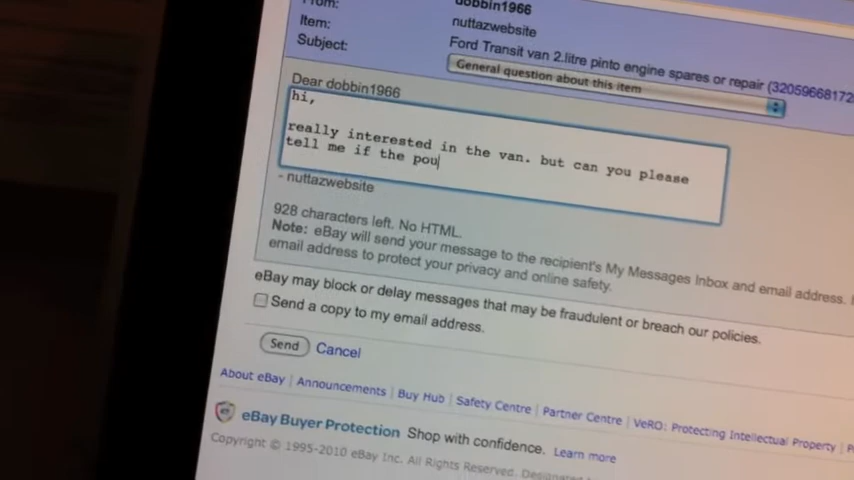 From: dobbin1966
Item: nuttazwebsite
Subject: Ford Transit van 2.litre pinto engine spares or repair (32059668172
General question about this item
Dear dobbin1966
hi,
really interested in the van. but can you please
tell me if the pou
- nuttazwebsite
928 characters left. No HTML.
Note: eBay will send your message to the recipient's My Messages Inbox and email address.
email address to protect your privacy and online safety.
eBay may block or delay messages that may be fraudulent or breach our policies.
Send a copy to my email address.
Send Cancel
About eBay | Announcements | Buy Hub | Safety Centre | Partner Centre | VeRO: Protecting Intellectual Property |
eBay Buyer Protection Shop with confidence. Learn more
Copyright © 1995-2010 eBay Inc. All Rights Reserved. Designated